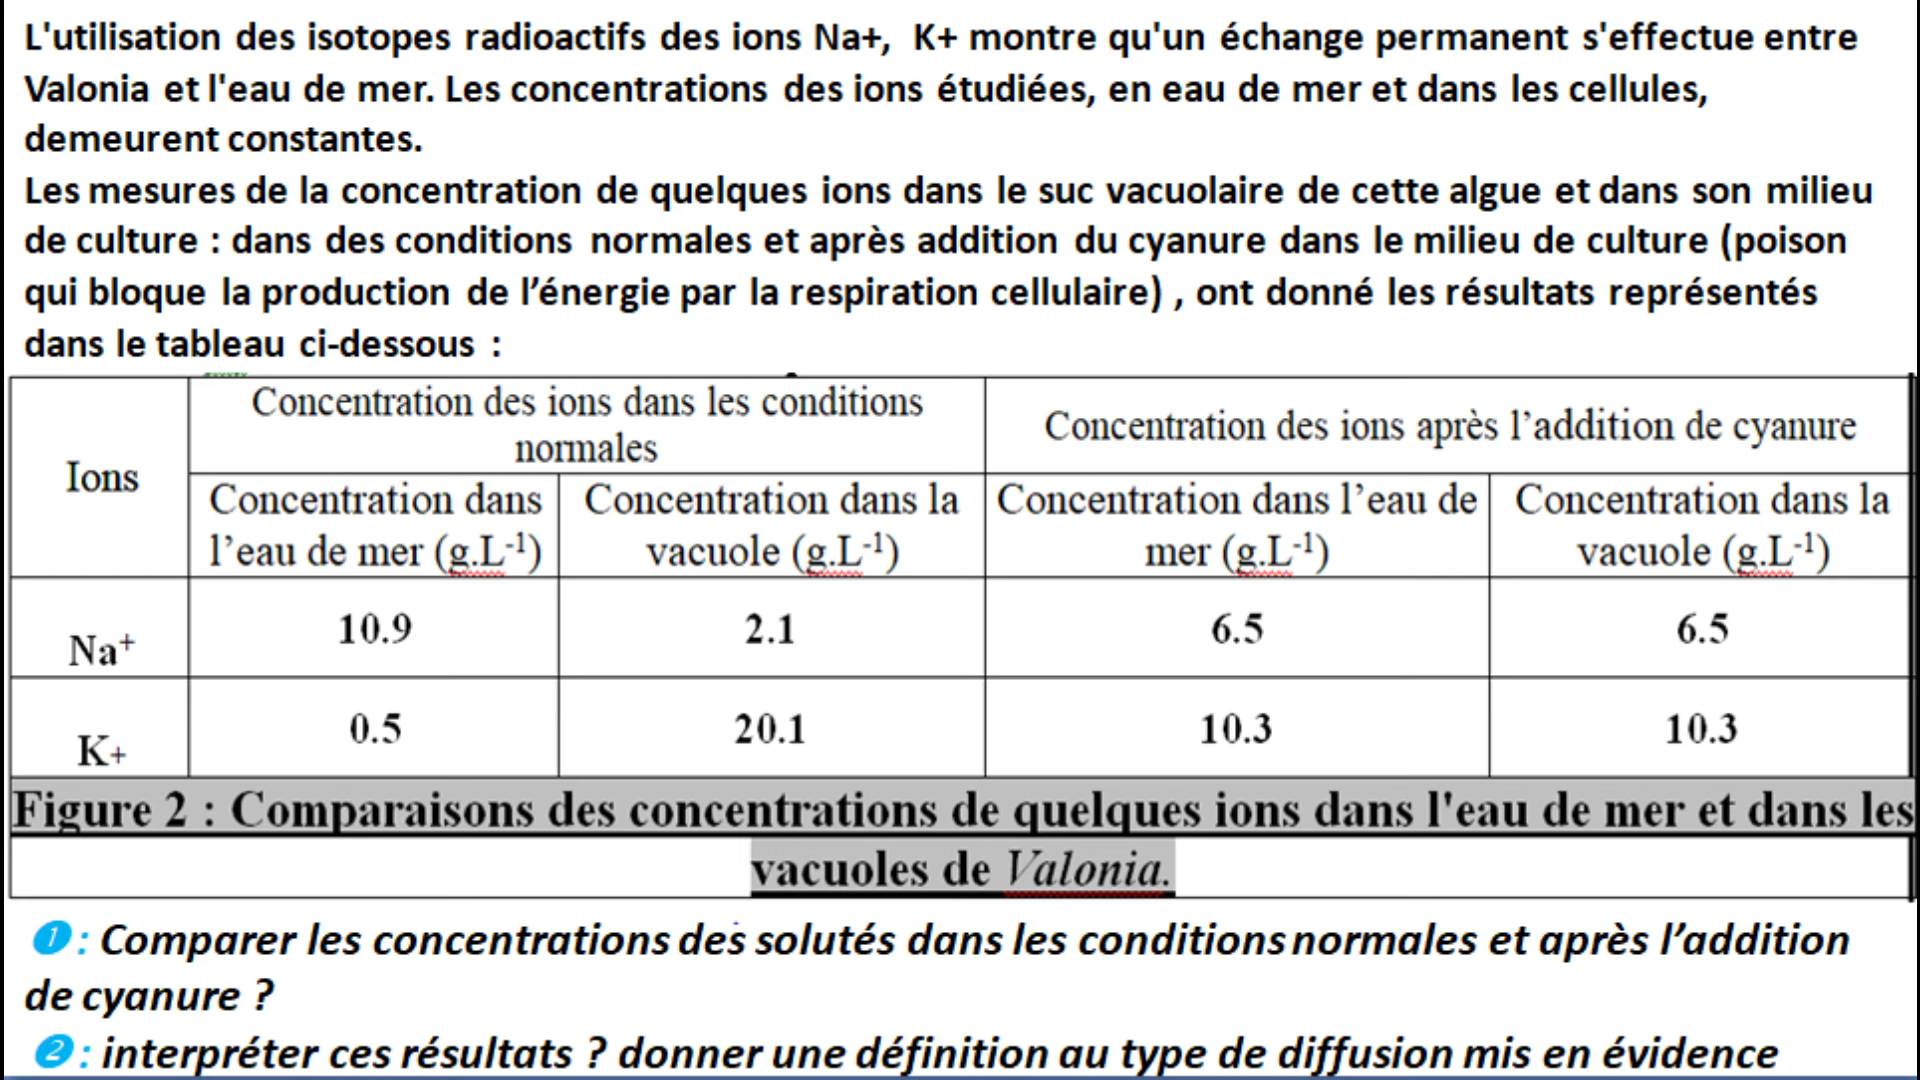 L'utilisation des isotopes radioactifs des ions Na+, K+ montre qu'un échange permanent s'effectue entre
Valonia et l'eau de mer. Les concentrations des ions étudiées, en eau de mer et dans les cellules,
demeurent constantes.
Les mesures de la concentration de quelques ions dans le suc vacuolaire de cette algue et dans son milieu
de culture : dans des conditions normales et après addition du cyanure dans le milieu de culture (poison
qui bloque la production de l’énergie par la respiration cellulaire) , ont donné les résultats représentés
dans le tableau ci-dessous :
Ions
Concentration des ions dans les conditions
normales
Concentration des ions après l’addition de cyanure
Concentration dans
l’eau de mer (g.L-1)
Concentration dans la
vacuole (g.L-1)
Concentration dans l’eau de
mer (g.L-1)
Concentration dans la
vacuole (g.L-1)
Na+ 10.9 2.1 6.5 6.5
K+ 0.5 20.1 10.3 10.3
Figure 2 : Comparaisons des concentrations de quelques ions dans l'eau de mer et dans les
vacuoles de Valonia.
❶: Comparer les concentrations des solutés dans les conditions normales et après l’addition
de cyanure ?
❷: interpréter ces résultats ? donner une définition au type de diffusion mis en évidence